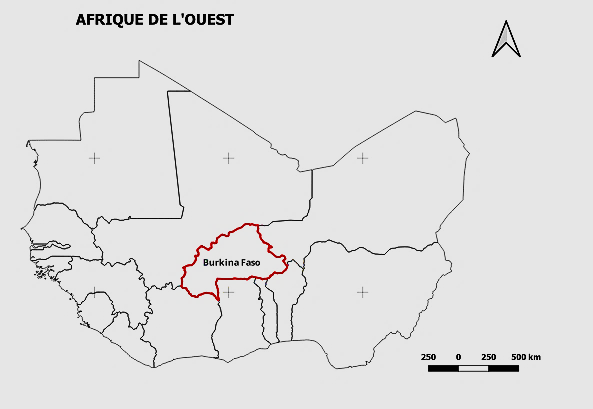 AFRIQUE DE L'OUEST
Burkina Faso
250 0 250 500 km